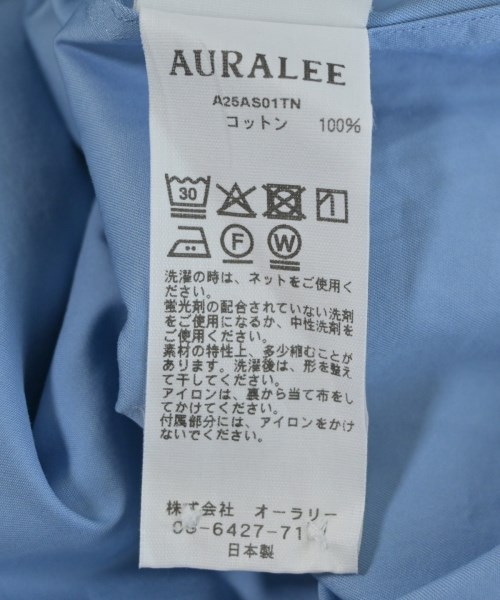 AURALEE
A25AS01TN
コットン 100%
30
F W
洗濯の時は、ネットをご使用く
ださい。
蛍光剤の配合されていない洗剤
をご使用になるか、中性洗剤を
ご使用ください。
素材の特性上、多少縮むことが
あります。洗濯後は、形を整え
て干してください。
アイロンは、裏から当て布をし
てかけてください。
付属部分には、アイロンをかけ
ないでください。
株式会社 オーラリー
03-6427-71
日本製